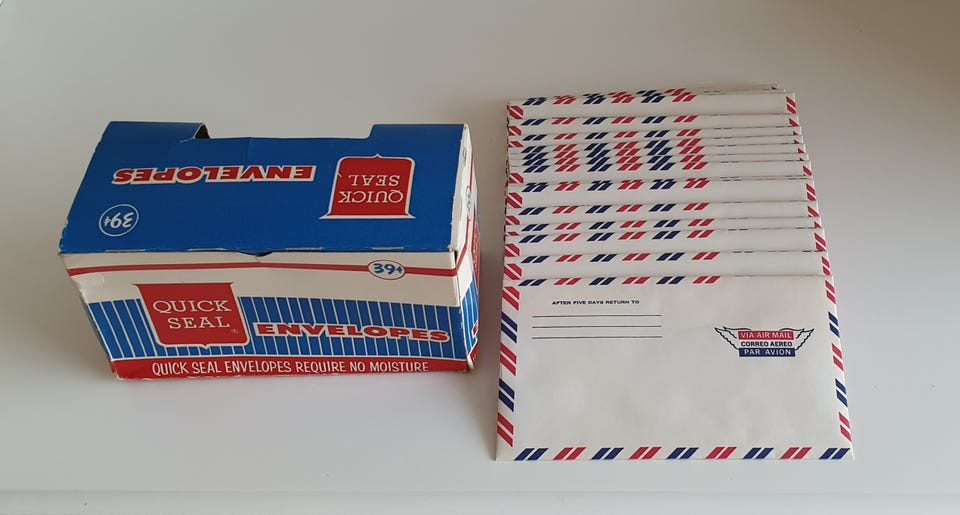 ENVELOPES
QUICK
SEAL
39¢
39¢
QUICK
SEAL®
ENVELOPES
QUICK SEAL ENVELOPES REQUIRE NO MOISTURE
AFTER FIVE DAYS RETURN TO
VIA AIR MAIL
CORREO AEREO
PAR AVION